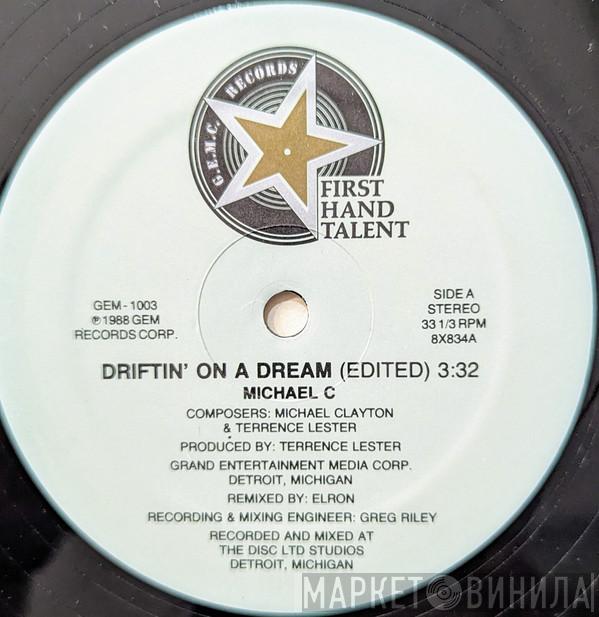 G.E.M.C. RECORDS
FIRST
HAND
TALENT
GEM - 1003
℗1988 GEM
RECORDS CORP.
SIDE A
STEREO
33 1/3 RPM
8X834A
DRIFTIN' ON A DREAM (EDITED) 3:32
MICHAEL C
COMPOSERS: MICHAEL CLAYTON
& TERRENCE LESTER
PRODUCED BY: TERRENCE LESTER
GRAND ENTERTAINMENT MEDIA CORP.
DETROIT, MICHIGAN
REMIXED BY: ELRON
RECORDING & MIXING ENGINEER: GREG RILEY
RECORDED AND MIXED AT
THE DISC LTD STUDIOS
DETROIT, MICHIGAN
МАРКЕТ ВИНИЛА